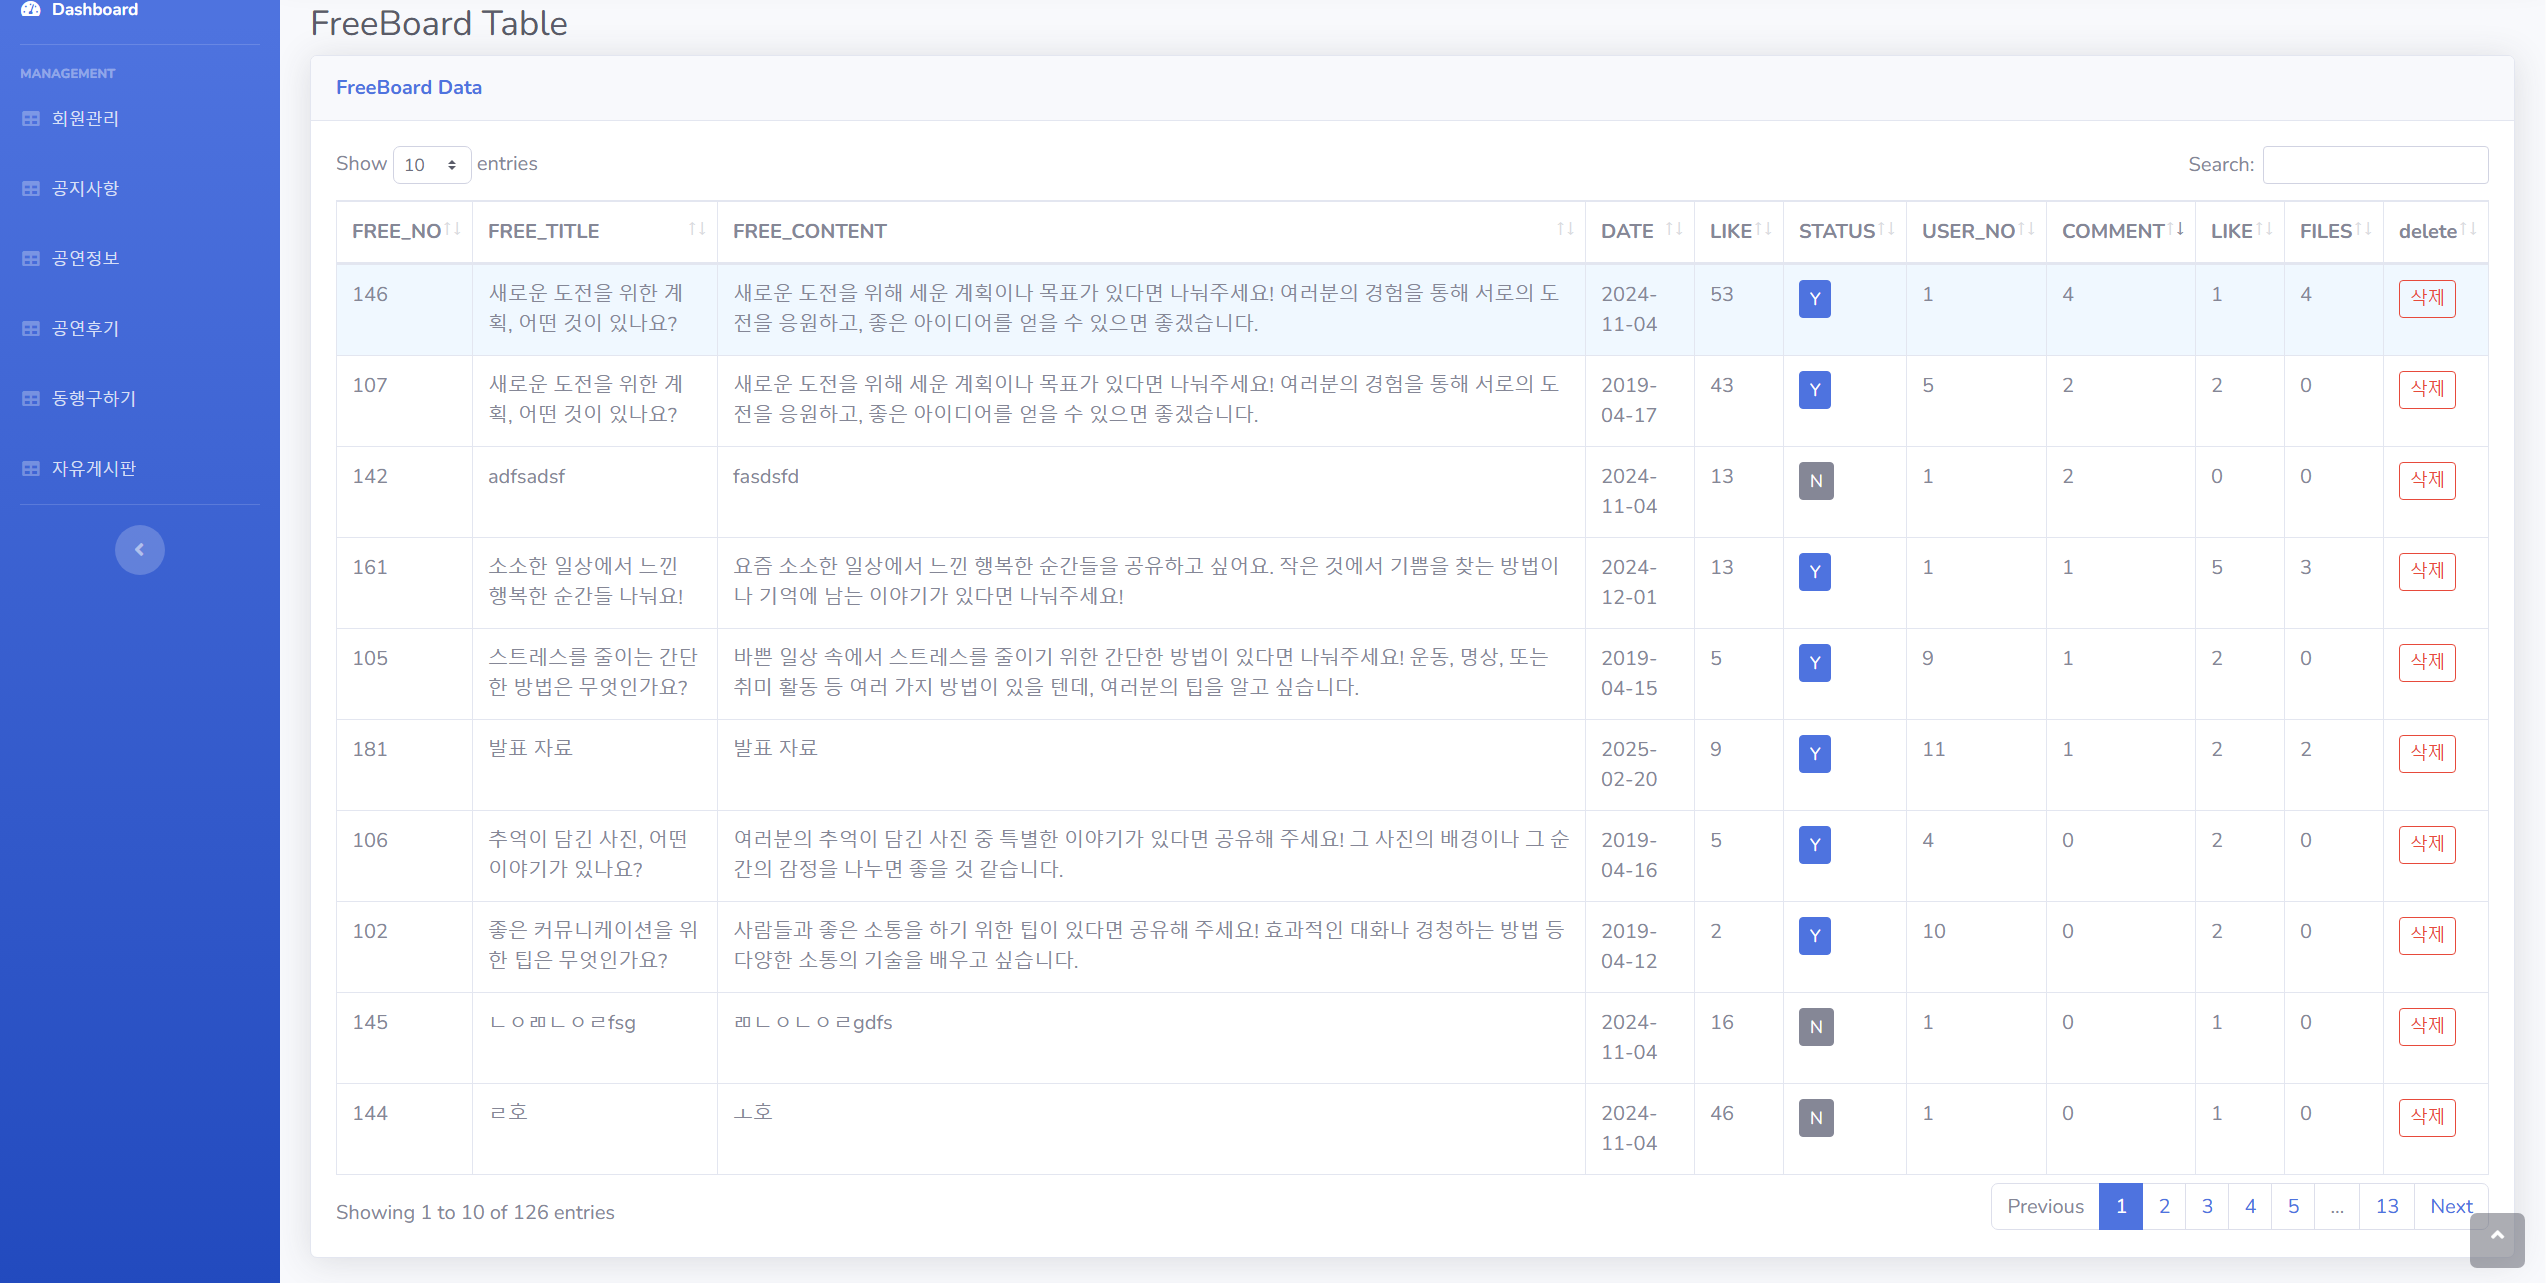 Dashboard
MANAGEMENT
회원관리
공지사항
공연정보
공연후기
동행구하기
자유게시판
FreeBoard Table
FreeBoard Data
Show 10 entries
Search:
FREE_NO FREE_TITLE FREE_CONTENT DATE LIKE STATUS USER_NO COMMENT LIKE FILES delete
146 새로운 도전을 위한 계 새로운 도전을 위해 세운 계획이나 목표가 있다면 나눠주세요! 여러분의 경험을 통해 서로의 도 2024- 53 Y 1 4 1 4 삭제
획, 어떤 것이 있나요? 전을 응원하고, 좋은 아이디어를 얻을 수 있으면 좋겠습니다. 11-04
107 새로운 도전을 위한 계 새로운 도전을 위해 세운 계획이나 목표가 있다면 나눠주세요! 여러분의 경험을 통해 서로의 도 2019- 43 Y 5 2 2 0 삭제
획, 어떤 것이 있나요? 전을 응원하고, 좋은 아이디어를 얻을 수 있으면 좋겠습니다. 04-17
142 adfsadsf fasdsfd 2024- 13 N 1 2 0 0 삭제
11-04
161 소소한 일상에서 느낀 요즘 소소한 일상에서 느낀 행복한 순간들을 공유하고 싶어요. 작은 것에서 기쁨을 찾는 방법이 2024- 13 Y 1 1 5 3 삭제
행복한 순간들 나눠요! 나 기억에 남는 이야기가 있다면 나눠주세요! 12-01
105 스트레스를 줄이는 간단 바쁜 일상 속에서 스트레스를 줄이기 위한 간단한 방법이 있다면 나눠주세요! 운동, 명상, 또는 2019- 5 Y 9 1 2 0 삭제
한 방법은 무엇인가요? 취미 활동 등 여러 가지 방법이 있을 텐데, 여러분의 팁을 알고 싶습니다. 04-15
181 발표 자료 발표 자료 2025- 9 Y 11 1 2 2 삭제
02-20
106 추억이 담긴 사진, 어떤 여러분의 추억이 담긴 사진 중 특별한 이야기가 있다면 공유해 주세요! 그 사진의 배경이나 그 순 2019- 5 Y 4 0 2 0 삭제
이야기가 있나요? 간의 감정을 나누면 좋을 것 같습니다. 04-16
102 좋은 커뮤니케이션을 위 사람들과 좋은 소통을 하기 위한 팁이 있다면 공유해 주세요! 효과적인 대화나 경청하는 방법 등 2019- 2 Y 10 0 2 0 삭제
한 팁은 무엇인가요? 다양한 소통의 기술을 배우고 싶습니다. 04-12
145 ㄴㅇㄻㄴㅇㄹfsg ㄻㄴㅇㄴㅇㄹgdfs 2024- 16 N 1 0 1 0 삭제
11-04
144 ㄹ호 ㅗ호 2024- 46 N 1 0 1 0 삭제
11-04
Showing 1 to 10 of 126 entries
Previous 1 2 3 4 5 … 13 Next